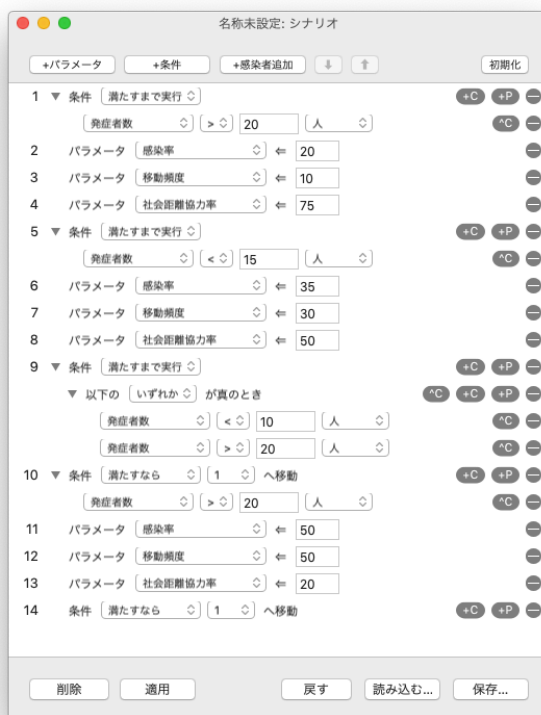 名称未設定: シナリオ
+パラメータ +条件 +感染者追加 初期化
1 条件 満たすまで実行 +C +P
発症者数 > 20 人 ^C
2 パラメータ 感染率 ⇐ 20
3 パラメータ 移動頻度 ⇐ 10
4 パラメータ 社会距離協力率 ⇐ 75
5 条件 満たすまで実行 +C +P
発症者数 < 15 人 ^C
6 パラメータ 感染率 ⇐ 35
7 パラメータ 移動頻度 ⇐ 30
8 パラメータ 社会距離協力率 ⇐ 50
9 条件 満たすまで実行 +C +P
以下の いずれか が真のとき ^C +C +P
発症者数 < 10 人 ^C
発症者数 > 20 人 ^C
10 条件 満たすなら 1 へ移動 +C +P
発症者数 > 20 人 ^C
11 パラメータ 感染率 ⇐ 50
12 パラメータ 移動頻度 ⇐ 50
13 パラメータ 社会距離協力率 ⇐ 20
14 条件 満たすなら 1 へ移動 +C +P
削除 適用 戻す 読み込む... 保存...